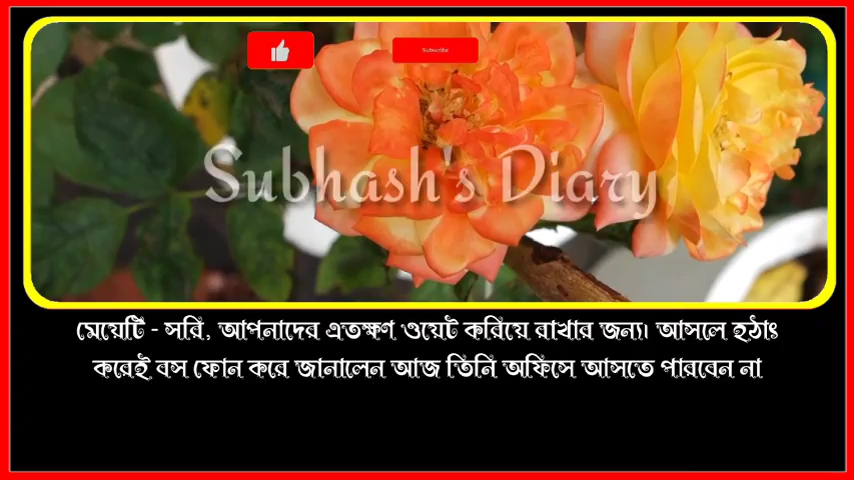 Subscribe
Subhash's Diary
মেয়েটি - সরি, আপনাদের এতক্ষণ ওয়েট করিয়ে রাখার জন্য। আসলে হঠাৎ
করেই বস ফোন করে জানালেন আজ তিনি অফিসে আসতে পারবেন না